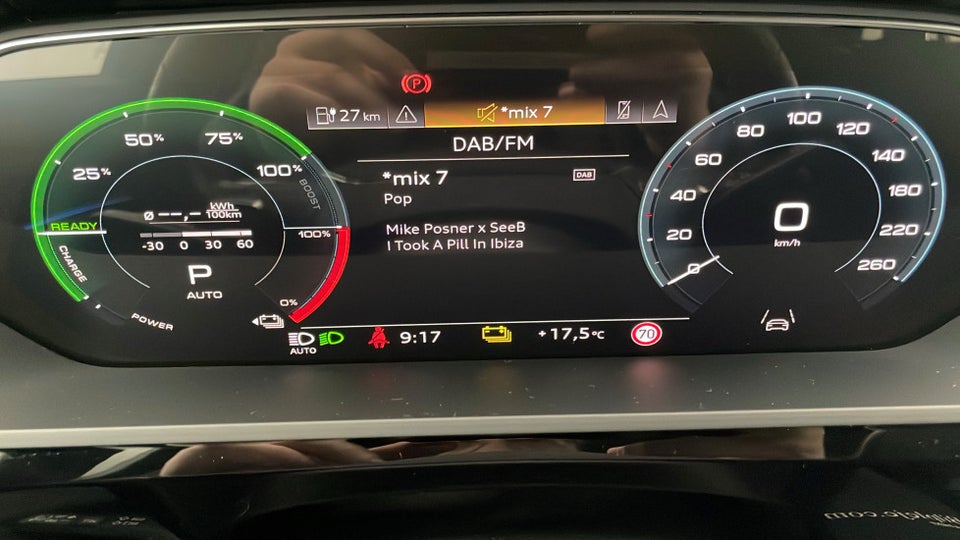 P
27 km
*mix 7
DAB/FM
*mix 7
DAB
Pop
Mike Posner x SeeB
I Took A Pill In Ibiza
25%
50%
75%
100%
BOOST
READY
CHARGE
POWER
Ø --,- kWh
100km
-30 0 30 60
P
AUTO
100%
0%
0
20
40
60
80
100
120
140
180
220
260
0
km/h
AUTO
9:17
+17,5°C
70